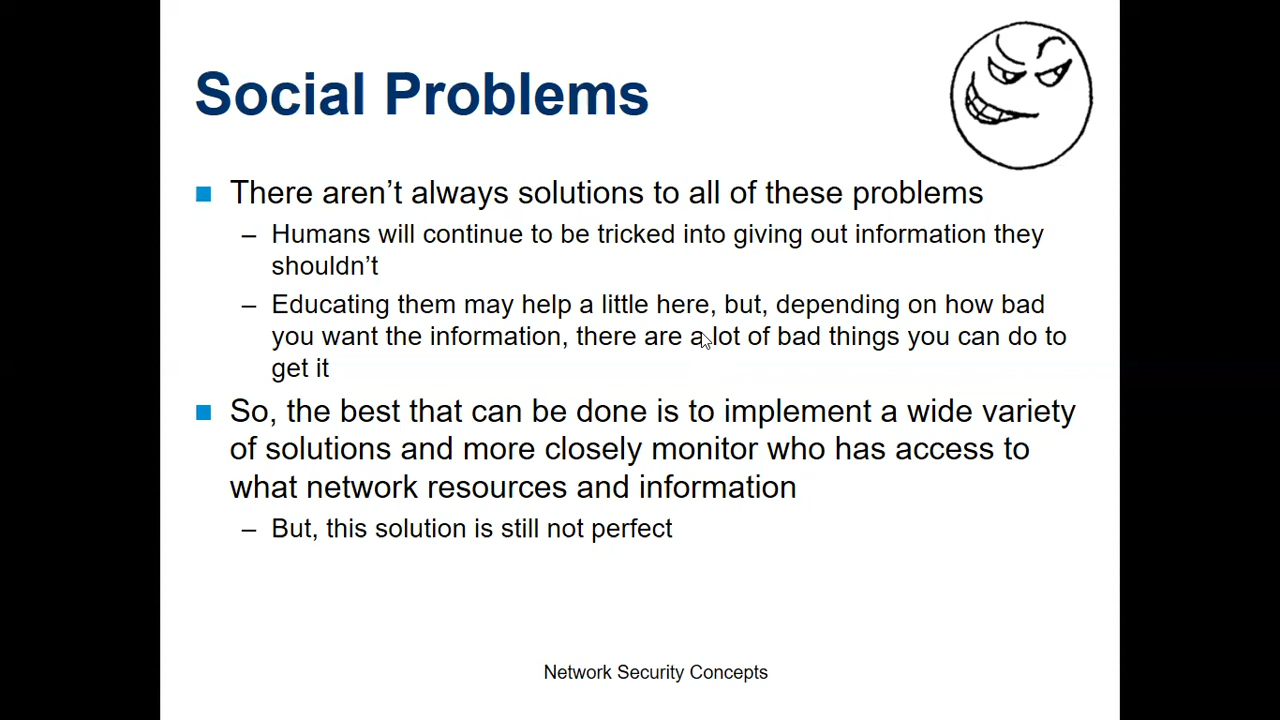 Social Problems
There aren’t always solutions to all of these problems
– Humans will continue to be tricked into giving out information they
shouldn’t
– Educating them may help a little here, but, depending on how bad
you want the information, there are a lot of bad things you can do to
get it
So, the best that can be done is to implement a wide variety
of solutions and more closely monitor who has access to
what network resources and information
– But, this solution is still not perfect
Network Security Concepts